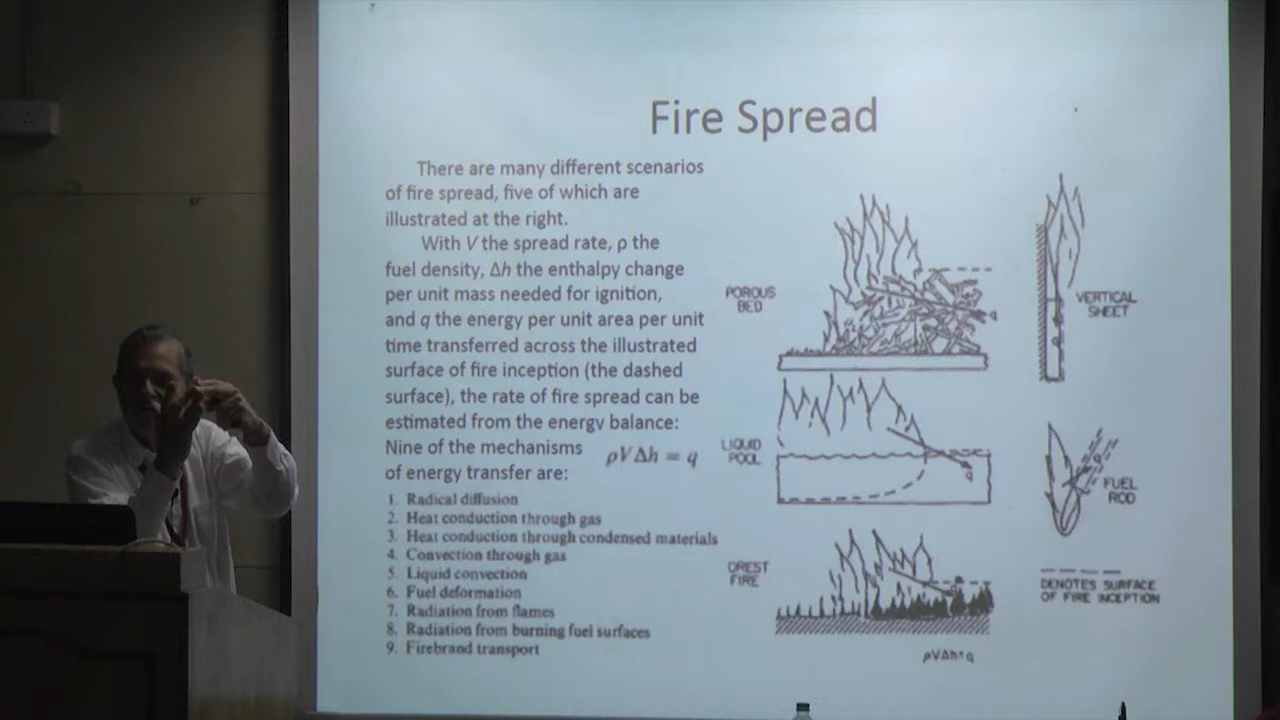 Fire Spread
There are many different scenarios
of fire spread, five of which are
illustrated at the right.
With V the spread rate, ρ the
fuel density, Δh the enthalpy change
per unit mass needed for ignition,
and q the energy per unit area per unit
time transferred across the illustrated
surface of fire inception (the dashed
surface), the rate of fire spread can be
estimated from the energy balance:
Nine of the mechanisms
of energy transfer are:
ρVΔh = q
1. Radical diffusion
2. Heat conduction through gas
3. Heat conduction through condensed materials
4. Convection through gas
5. Liquid convection
6. Fuel deformation
7. Radiation from flames
8. Radiation from burning fuel surfaces
9. Firebrand transport
POROUS
BED
q
VERTICAL
SHEET
q
LIQUID
POOL
q
FUEL
ROD
q
OREST
FIRE
DENOTES SURFACE
OF FIRE INCEPTION
ρVΔh=q